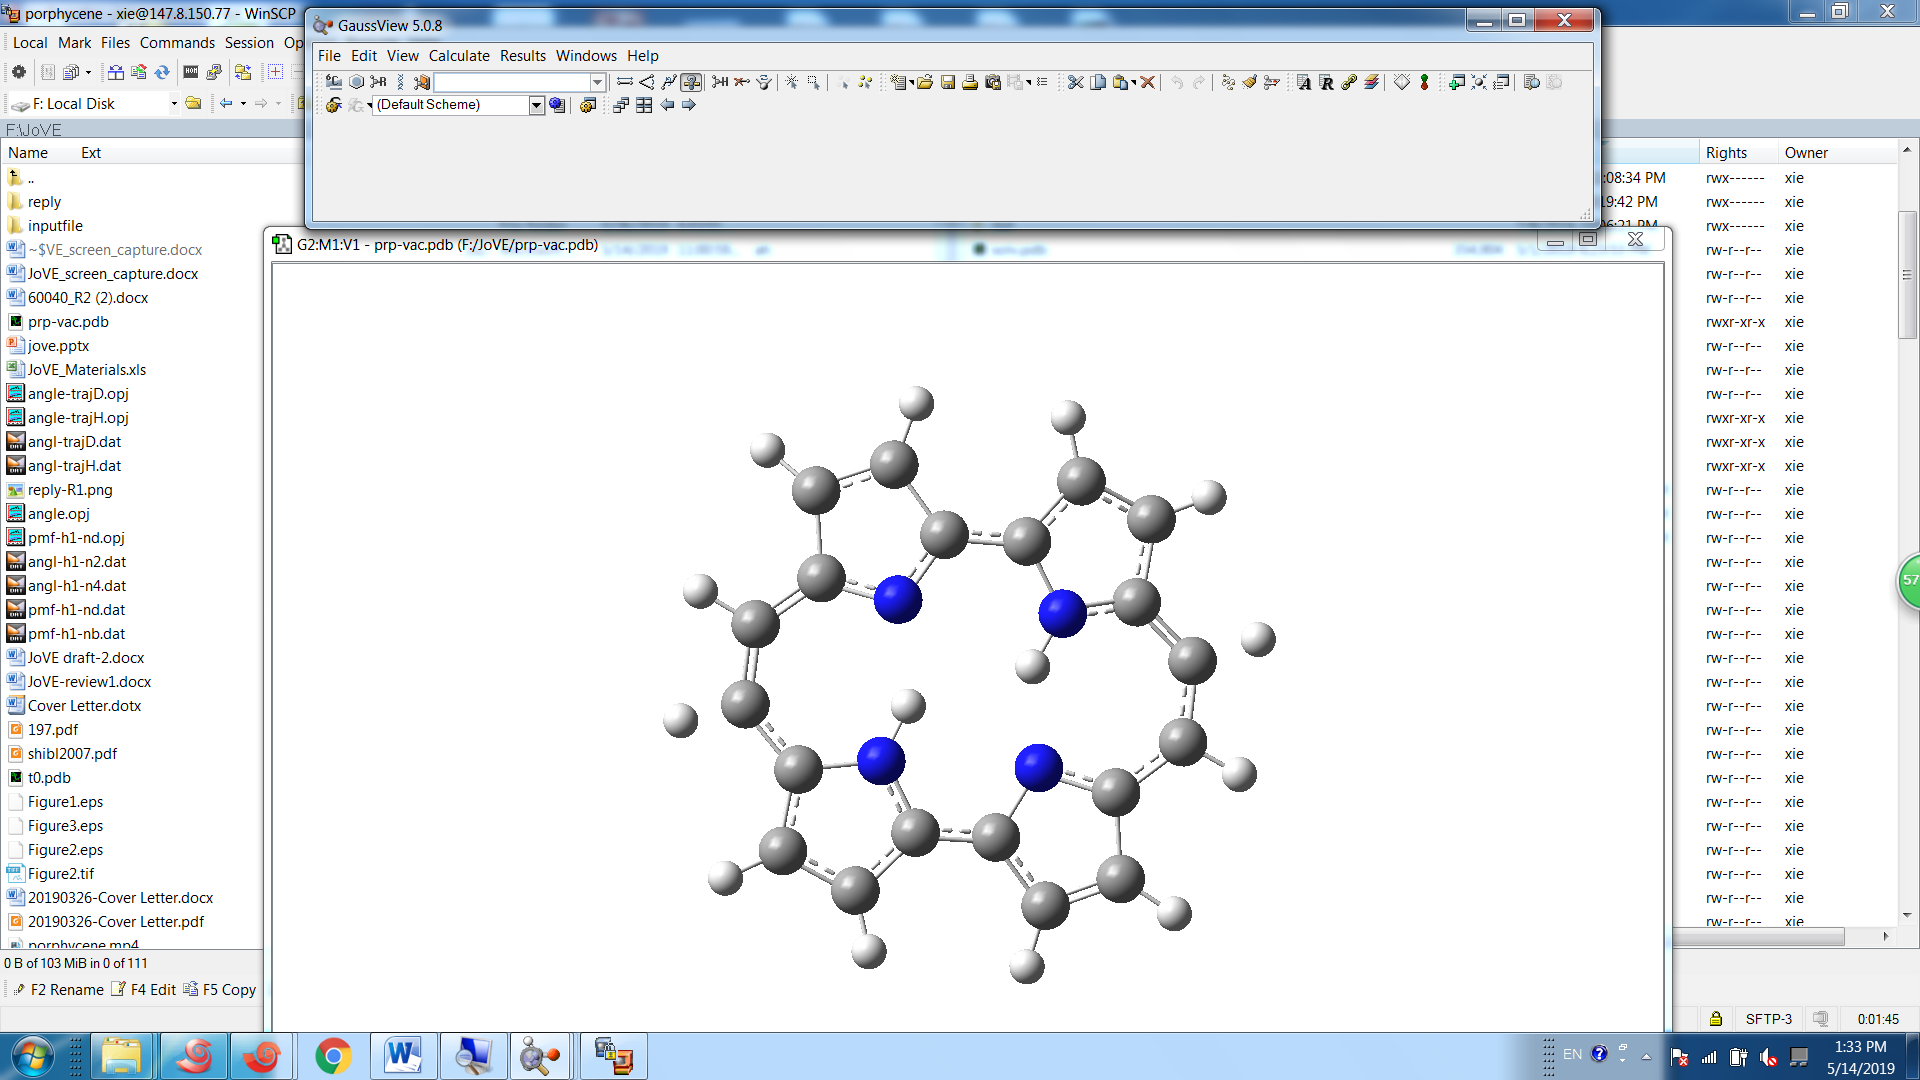 porphycene - xie@147.8.150.77 - WinSCP
GaussView 5.0.8
Local Mark Files Commands Session Op
File Edit View Calculate Results Windows Help
F: Local Disk
(Default Scheme)
F:\JoVE
Name Ext
Rights Owner
..
:08:34 PM rwx------ xie
reply
19:42 PM rwx------ xie
inputfile
06:21 PM rwx------ xie
G2:M1:V1 - prp-vac.pdb (F:/JoVE/prp-vac.pdb)
~$VE_screen_capture.docx
rw-r--r-- xie
JoVE_screen_capture.docx
rw-r--r-- xie
60040_R2 (2).docx
rw-r--r-- xie
prp-vac.pdb
rwxr-xr-x xie
jove.pptx
rw-r--r-- xie
JoVE_Materials.xls
rw-r--r-- xie
angle-trajD.opj
rw-r--r-- xie
angle-trajH.opj
rwxr-xr-x xie
angl-trajD.dat
rwxr-xr-x xie
angl-trajH.dat
rwxr-xr-x xie
reply-R1.png
rw-r--r-- xie
angle.opj
rw-r--r-- xie
pmf-h1-nd.opj
rw-r--r-- xie
angl-h1-n2.dat
rw-r--r-- xie
angl-h1-n4.dat
rw-r--r-- xie
pmf-h1-nd.dat
rw-r--r-- xie
pmf-h1-nb.dat
rw-r--r-- xie
JoVE draft-2.docx
rw-r--r-- xie
JoVE-review1.docx
rw-r--r-- xie
Cover Letter.dotx
rw-r--r-- xie
197.pdf
rw-r--r-- xie
shibl2007.pdf
rw-r--r-- xie
t0.pdb
rw-r--r-- xie
Figure1.eps
rw-r--r-- xie
Figure3.eps
rw-r--r-- xie
Figure2.eps
rw-r--r-- xie
Figure2.tif
rw-r--r-- xie
20190326-Cover Letter.docx
rw-r--r-- xie
20190326-Cover Letter.pdf
rw-r--r-- xie
porphycene.mp4
57
0 B of 103 MiB in 0 of 111
F2 Rename F4 Edit F5 Copy
SFTP-3 0:01:45
EN
1:33 PM
5/14/2019